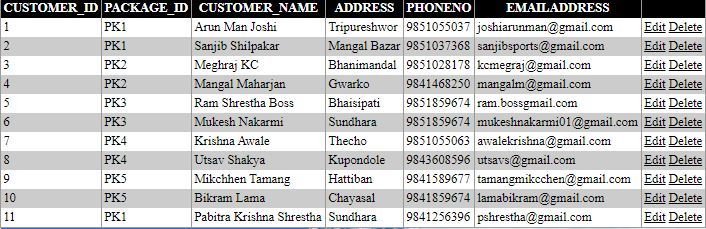 CUSTOMER_ID PACKAGE_ID CUSTOMER_NAME ADDRESS PHONENO EMAILADDRESS
1 PK1 Arun Man Joshi Tripureshwor 9851055037 joshiarunman@gmail.com Edit Delete
2 PK1 Sanjib Shilpakar Mangal Bazar 9851037368 sanjibsports@gmail.com Edit Delete
3 PK2 Meghraj KC Bhanimandal 9851028178 kcmegraj@gmail.com Edit Delete
4 PK2 Mangal Maharjan Gwarko 9841468250 mangalm@gmail.com Edit Delete
5 PK3 Ram Shrestha Boss Bhaisipati 9851859674 ram.bossgmail.com Edit Delete
6 PK3 Mukesh Nakarmi Sundhara 9851859674 mukeshnakarmi01@gmail.com Edit Delete
7 PK4 Krishna Awale Thecho 9851055063 awalekrishna@gmail.com Edit Delete
8 PK4 Utsav Shakya Kupondole 9843608596 utsavs@gmail.com Edit Delete
9 PK5 Mikchhen Tamang Hattiban 9841589677 tamangmikcchen@gmail.com Edit Delete
10 PK5 Bikram Lama Chayasal 9841859674 lamabikram@gmail.com Edit Delete
11 PK1 Pabitra Krishna Shrestha Sundhara 9841256396 pshrestha@gmail.com Edit Delete